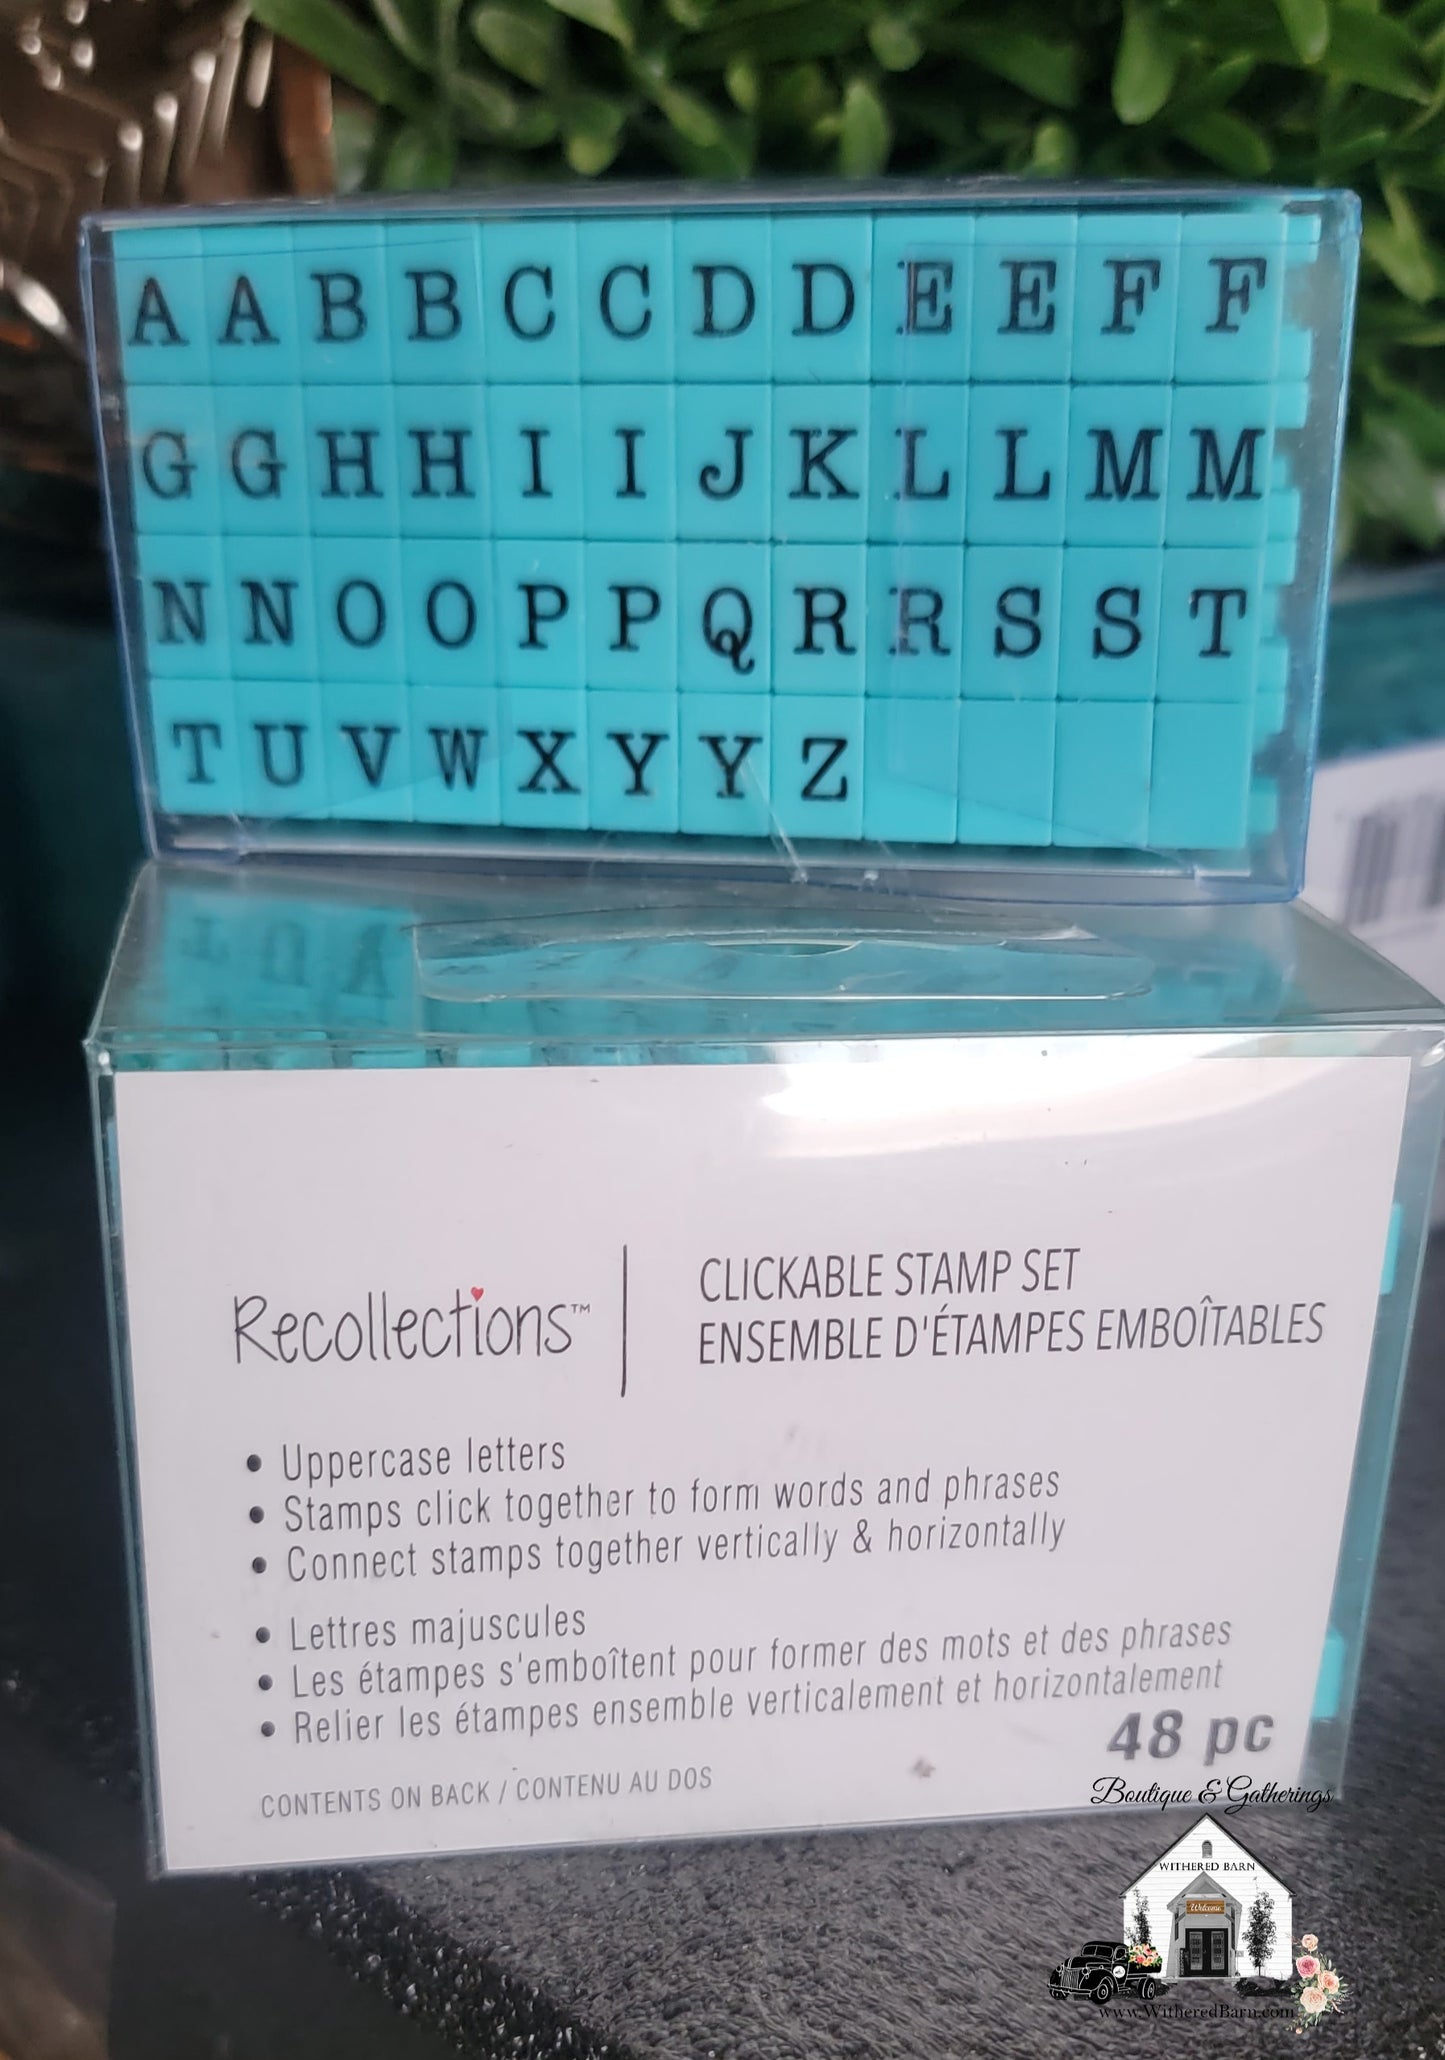 A A B B C C D D E E F F
G G H H I I J K L L M M
N N O O P P Q R R S S T
T U V W X Y Y Z
Recollections™
CLICKABLE STAMP SET
ENSEMBLE D'ÉTAMPES EMBOÎTABLES
• Uppercase letters
• Stamps click together to form words and phrases
• Connect stamps together vertically & horizontally
• Lettres majuscules
• Les étampes s'emboîtent pour former des mots et des phrases
• Relier les étampes ensemble verticalement et horizontalement
48 pc
CONTENTS ON BACK / CONTENU AU DOS
Boutique & Gatherings
WITHERED BARN
Welcome
www.WitheredBarn.com